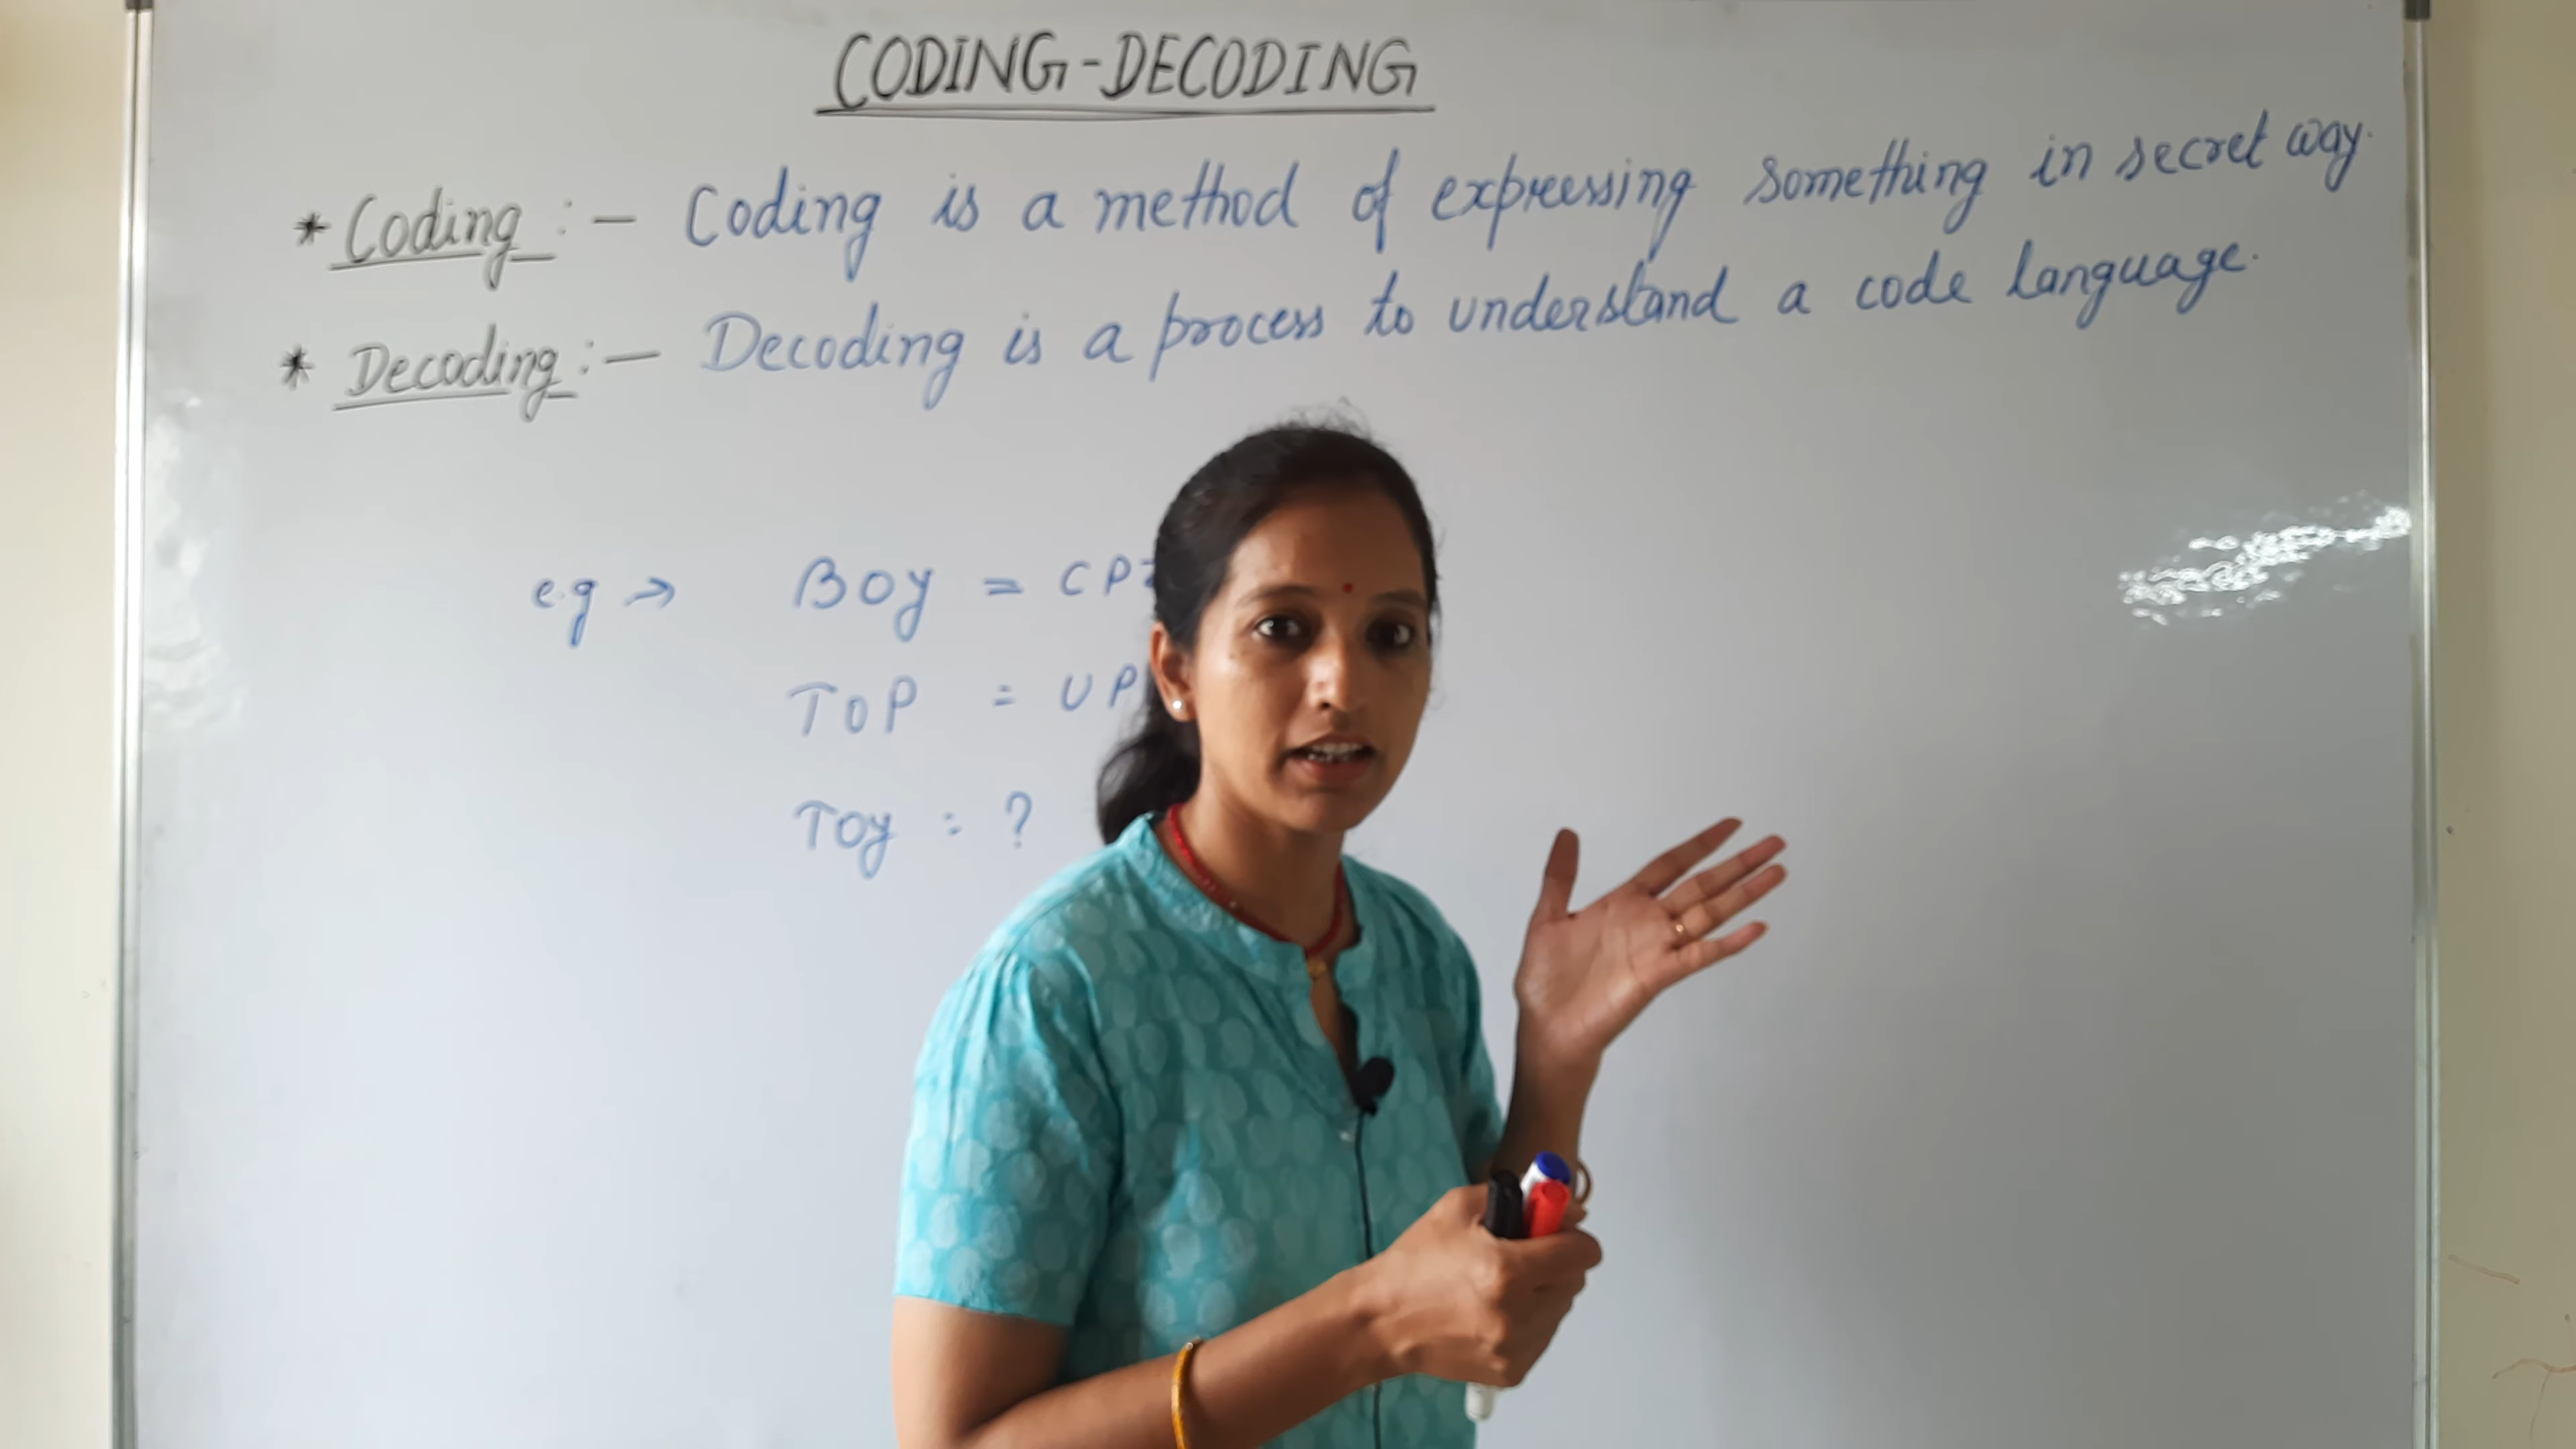 CODING-DECODING
* Coding :- Coding is a method of expressing something in secret way.
* Decoding :- Decoding is a process to understand a code language.
e.g → BOY = CPZ
TOP = UP
TOY = ?